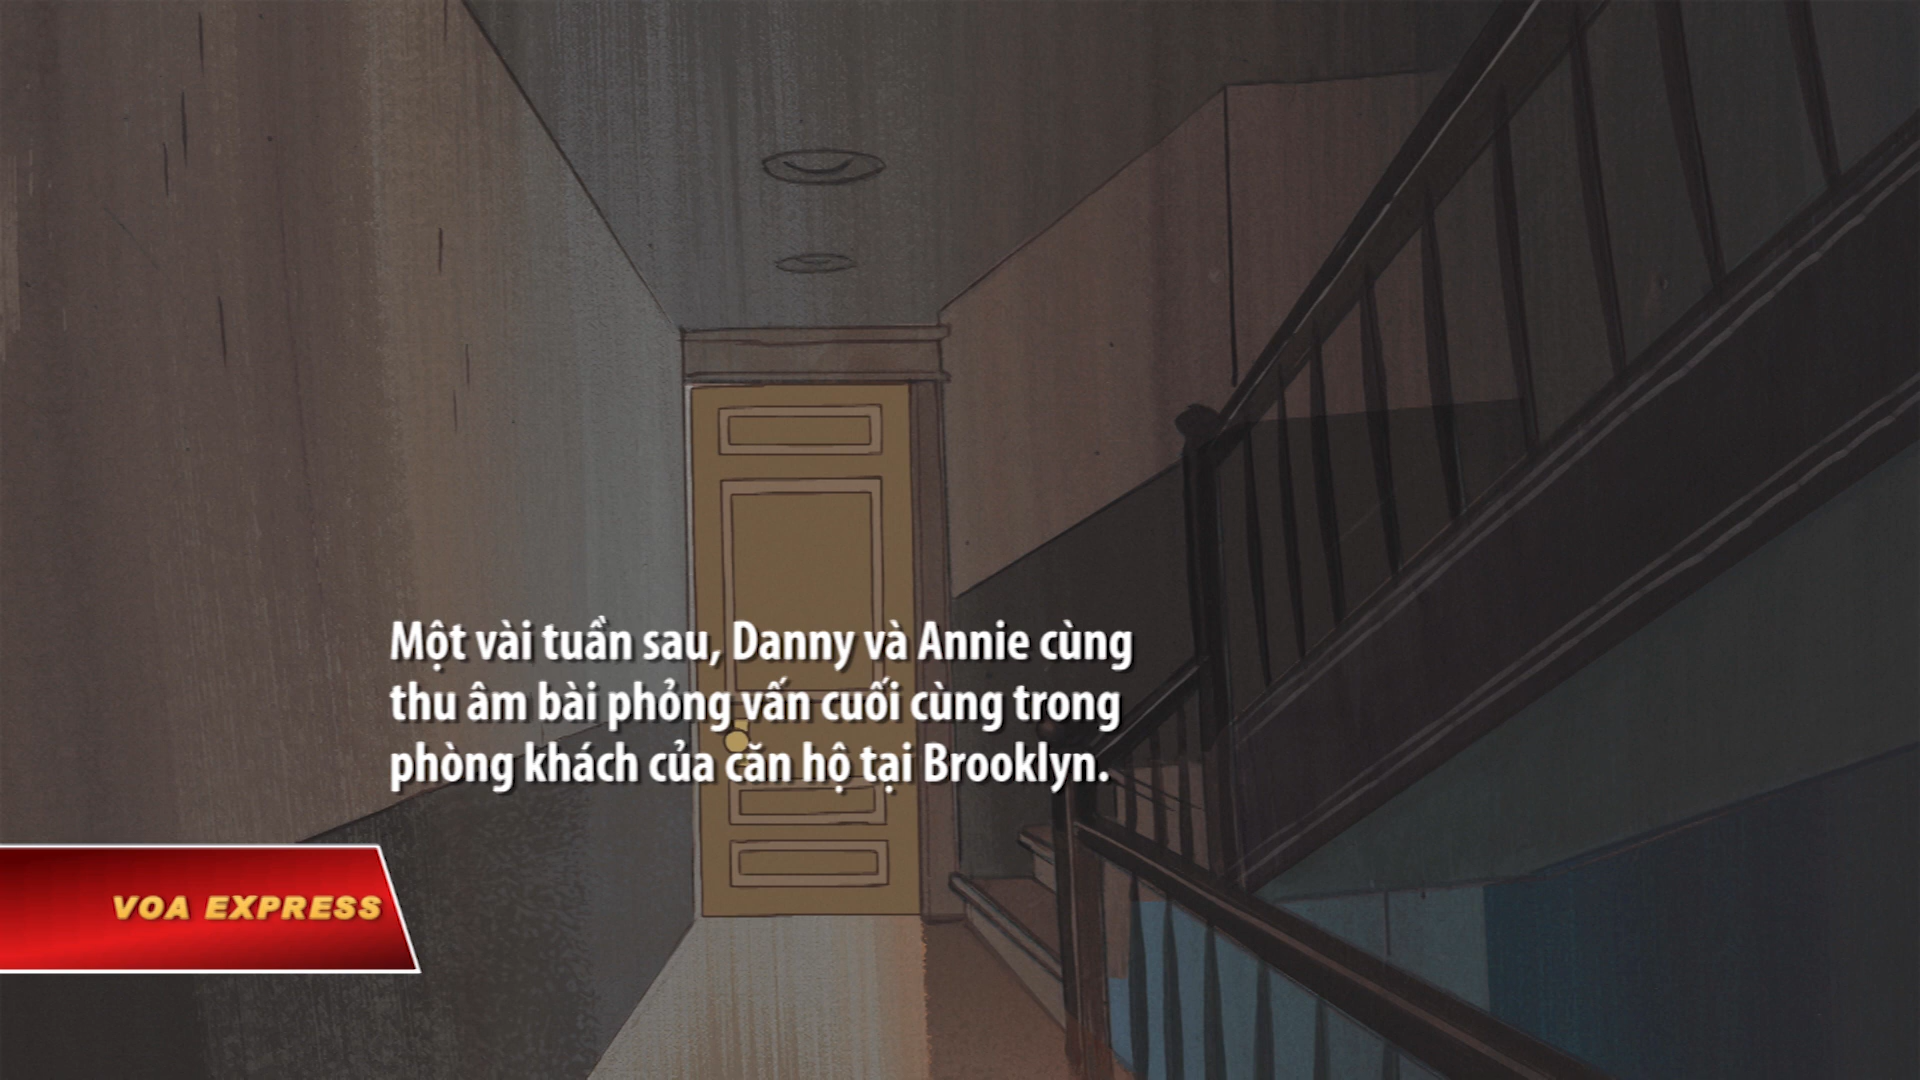 Một vài tuần sau, Danny và Annie cùng
thu âm bài phỏng vấn cuối cùng trong
phòng khách của căn hộ tại Brooklyn.
VOA EXPRESS